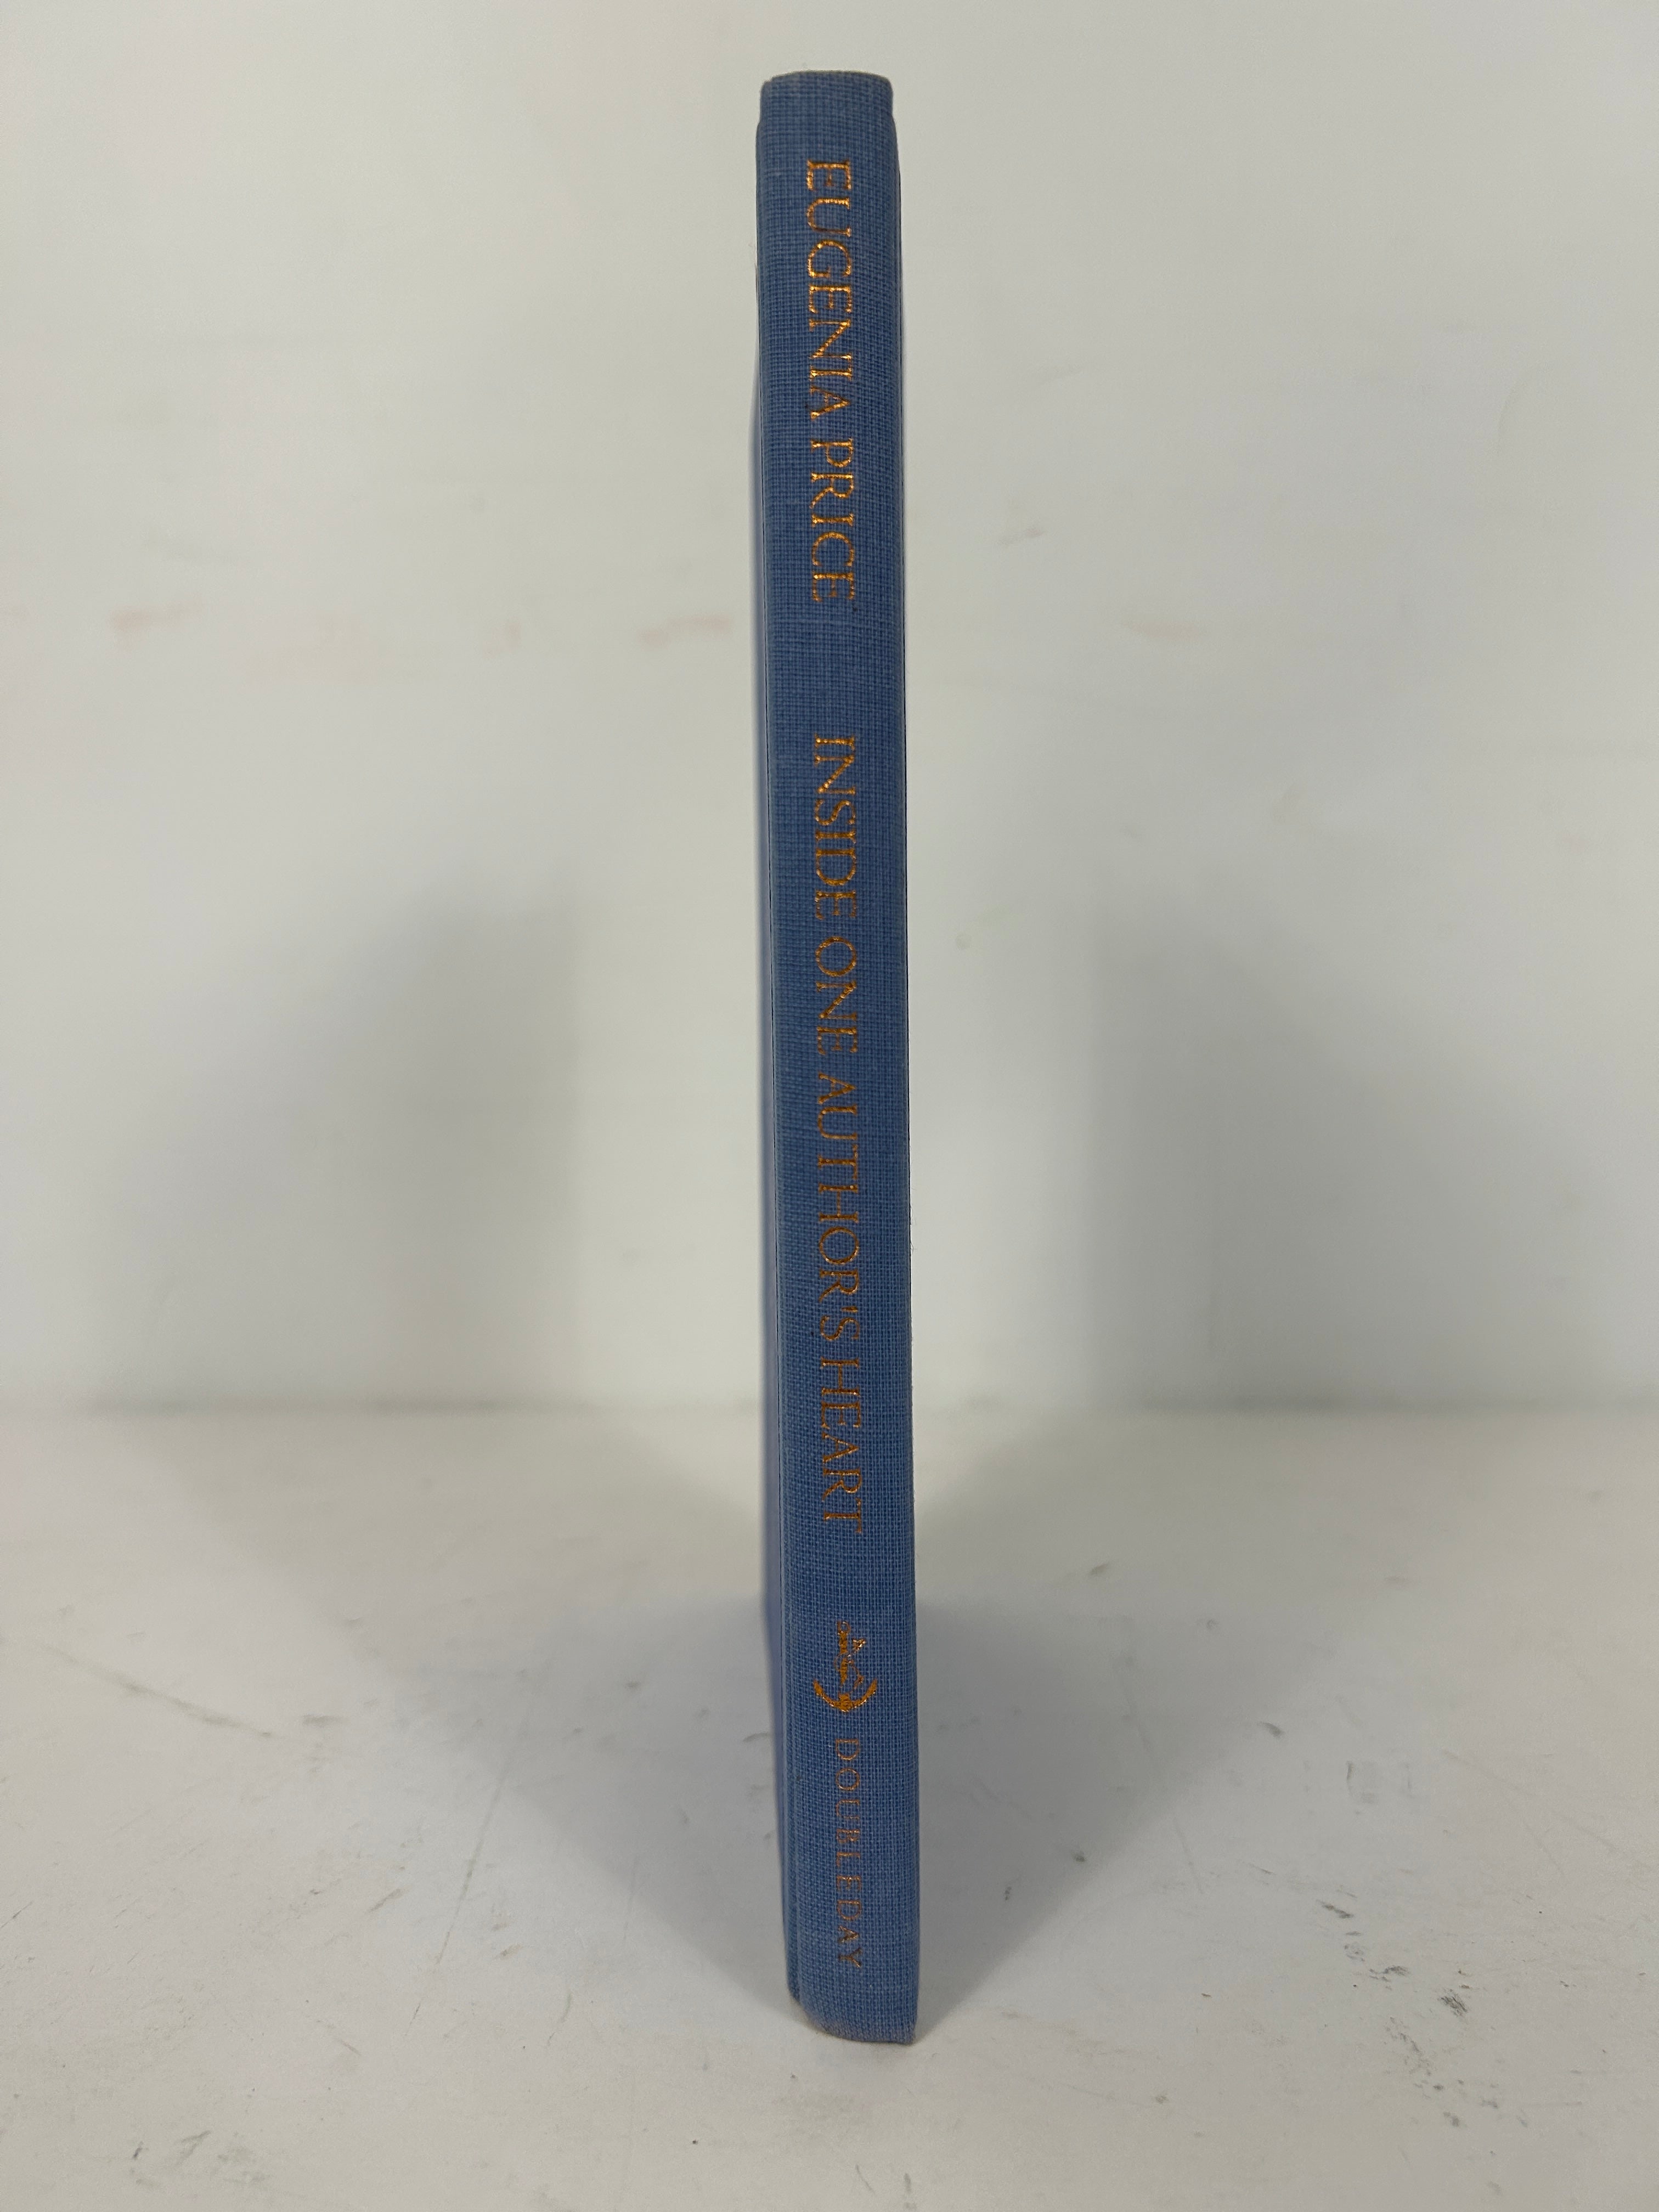 EUGENIA PRICE INSIDE ONE AUTHOR'S HEART DOUBLEDAY